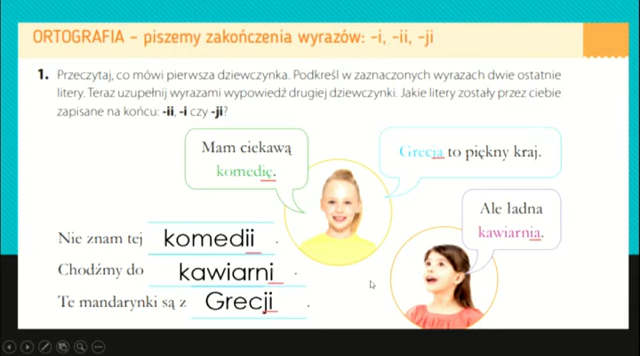 ORTOGRAFIA – piszemy zakończenia wyrazów: -i, -ii, -ji
1. Przeczytaj, co mówi pierwsza dziewczynka. Podkreśl w zaznaczonych wyrazach dwie ostatnie
litery. Teraz uzupełnij wyrazami wypowiedź drugiej dziewczynki. Jakie litery zostały przez ciebie
zapisane na końcu: -ii, -i czy -ji?
Mam ciekawą
komedię.
Grecja to piękny kraj.
Ale ładna
kawiarnia.
Nie znam tej komedii .
Chodźmy do kawiarni .
Te mandarynki są z Grecji .